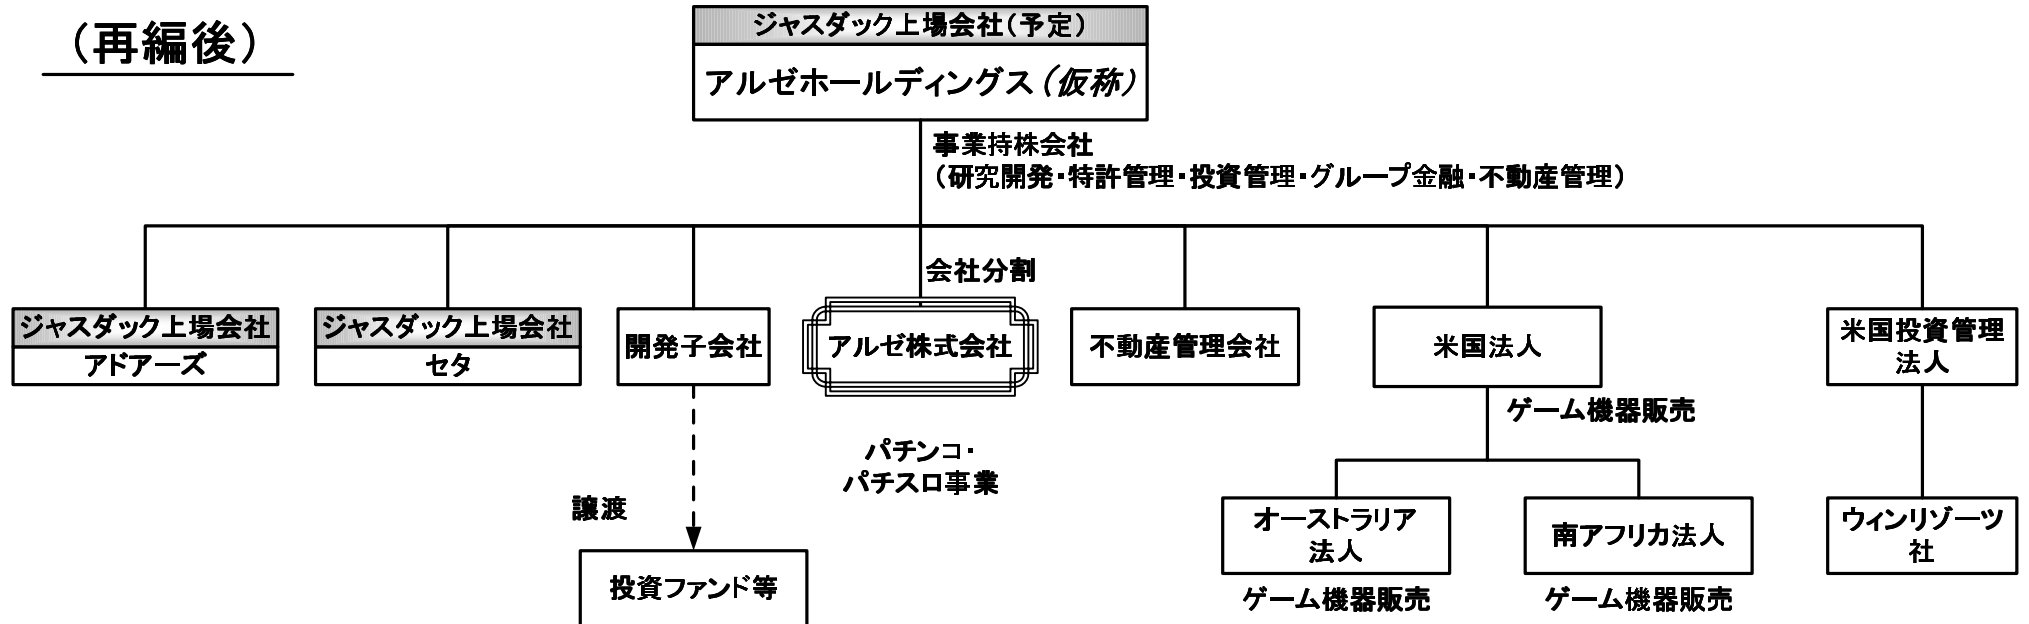 （再編後）
ジャスダック上場会社（予定）
アルゼホールディングス（仮称）
事業持株会社
（研究開発・特許管理・投資管理・グループ金融・不動産管理）
会社分割
ジャスダック上場会社
アドアーズ
ジャスダック上場会社
セタ
開発子会社
アルゼ株式会社
不動産管理会社
米国法人
米国投資管理
法人
ゲーム機器販売
パチンコ・
パチスロ事業
譲渡
投資ファンド等
オーストラリア
法人
ゲーム機器販売
南アフリカ法人
ゲーム機器販売
ウィンリゾーツ
社